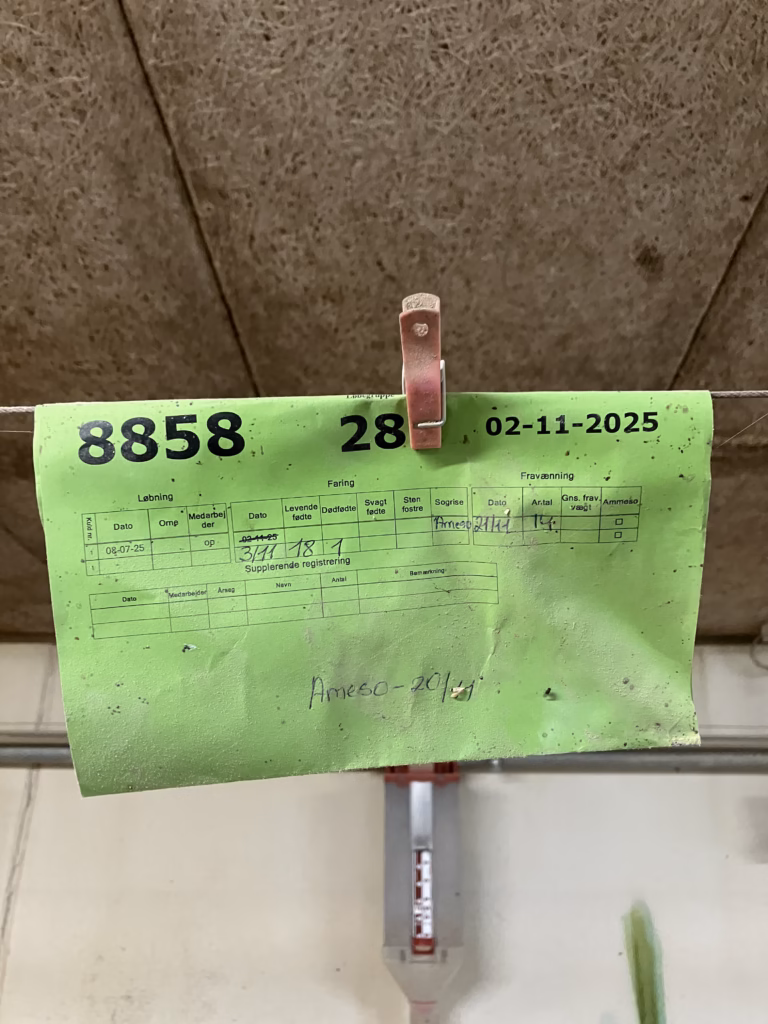 8858 28 02-11-2025
Løbning Faring Fravænning
Kuld nr. Dato Orne Medarbejder Dato Levende fødte Dødfødte Svagt fødte Sten fostre Sogrise Dato Antal Gns. frav. vægt Ammeso
1 08-07-25 op 02-11-25 Ameso 21/11 14
3/11 18 1
Supplerende registrering
Dato Medarbejder Årsag Navn Antal Bemærkning
Ameso - 20/11